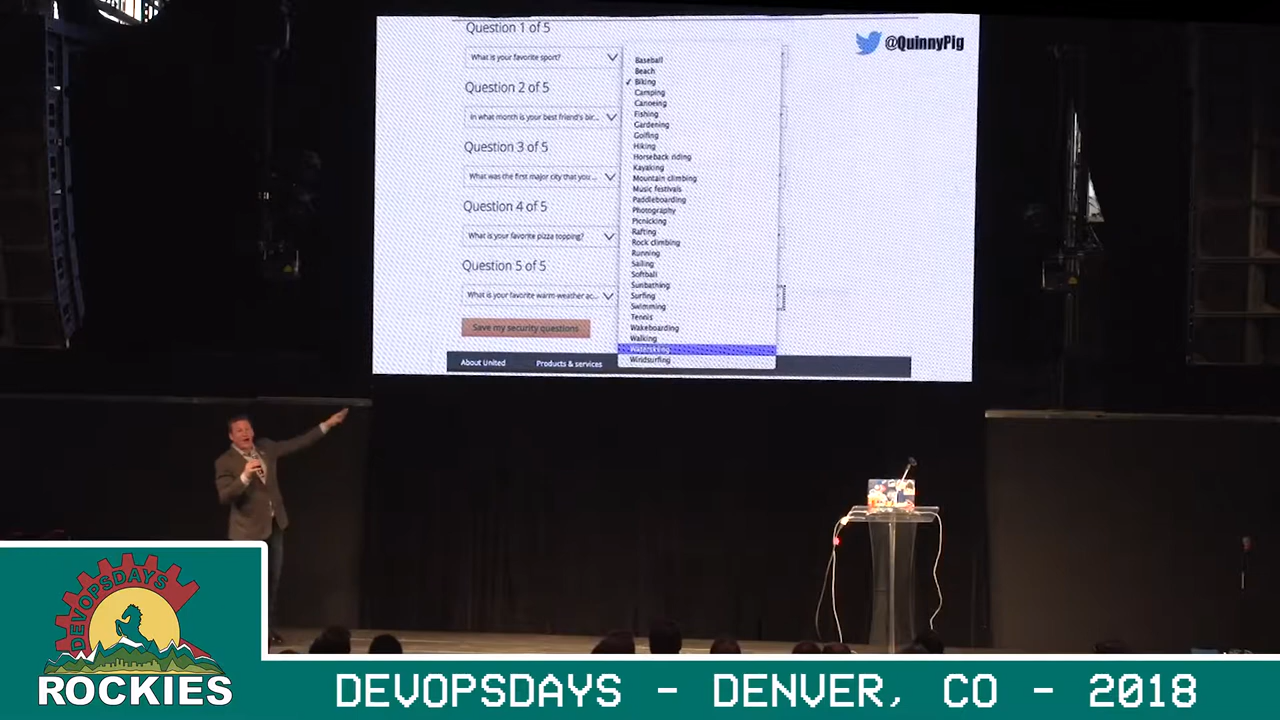 Question 1 of 5
@QuinnyPig
What is your favorite sport?
Question 2 of 5
In what month is your best friend's bir...
Question 3 of 5
What was the first major city that you ...
Question 4 of 5
What is your favorite pizza topping?
Question 5 of 5
What is your favorite warm-weather ac...
Save my security questions
About United
Products & services
Baseball
Beach
✓ Biking
Camping
Canoeing
Fishing
Gardening
Golfing
Hiking
Horseback riding
Kayaking
Mountain climbing
Music festivals
Paddleboarding
Photography
Picnicking
Rafting
Rock climbing
Running
Sailing
Softball
Sunbathing
Surfing
Swimming
Tennis
Wakeboarding
Walking
Waterskiing
Windsurfing
DEVOPSDAYS
ROCKIES
DEVOPSDAYS - DENVER, CO - 2018